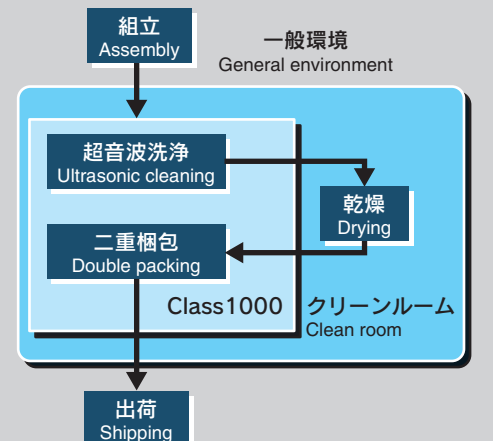 組立
Assembly
一般環境
General environment
超音波洗浄
Ultrasonic cleaning
乾燥
Drying
二重梱包
Double packing
Class1000
クリーンルーム
Clean room
出荷
Shipping